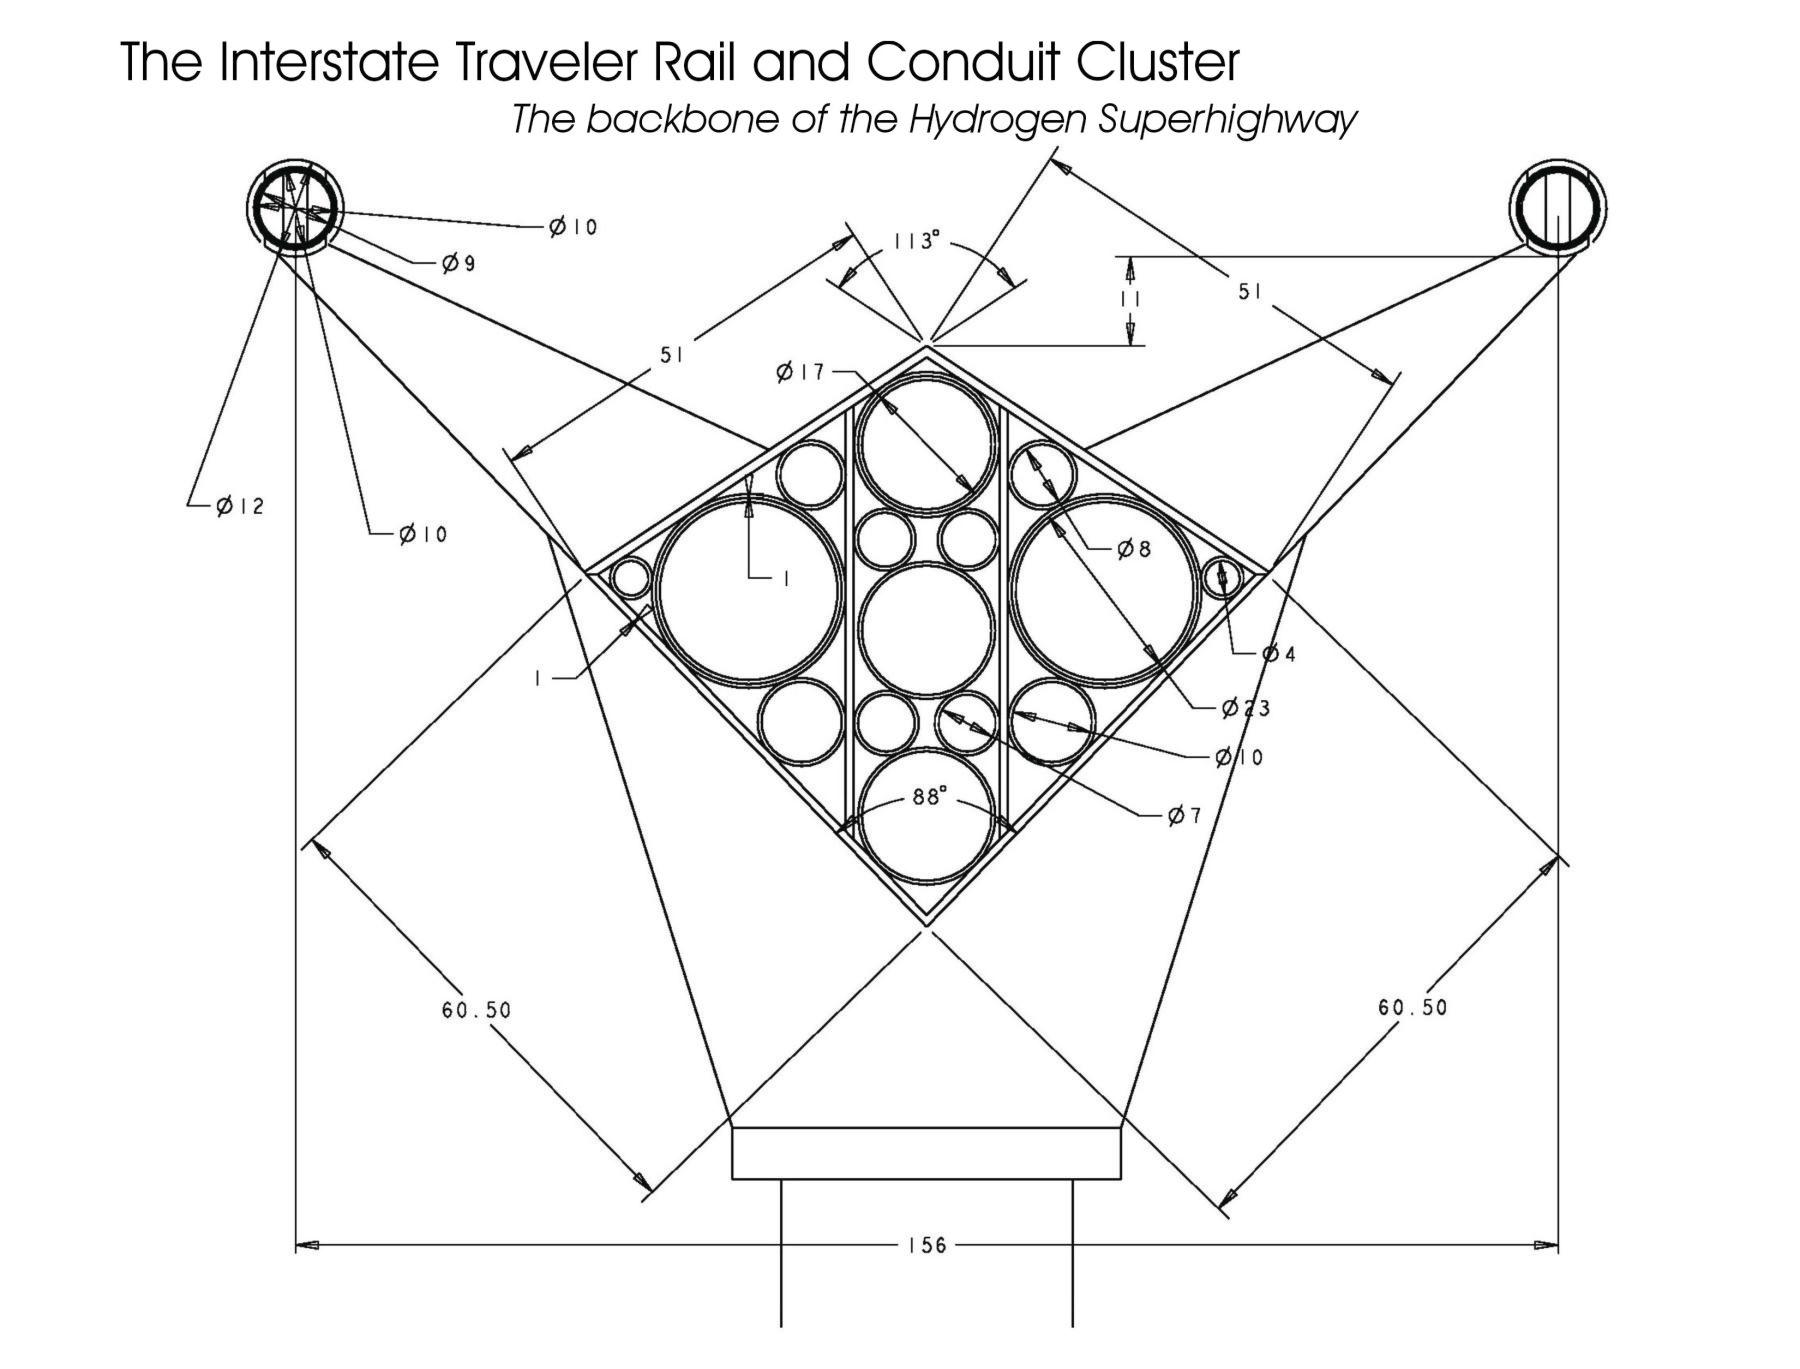 The Interstate Traveler Rail and Conduit Cluster
The backbone of the Hydrogen Superhighway
Ø10
113°
Ø9
51
11
51
Ø17
Ø12
Ø10
Ø8
1
Ø4
1
Ø23
Ø10
88°
Ø7
60.50
60.50
156